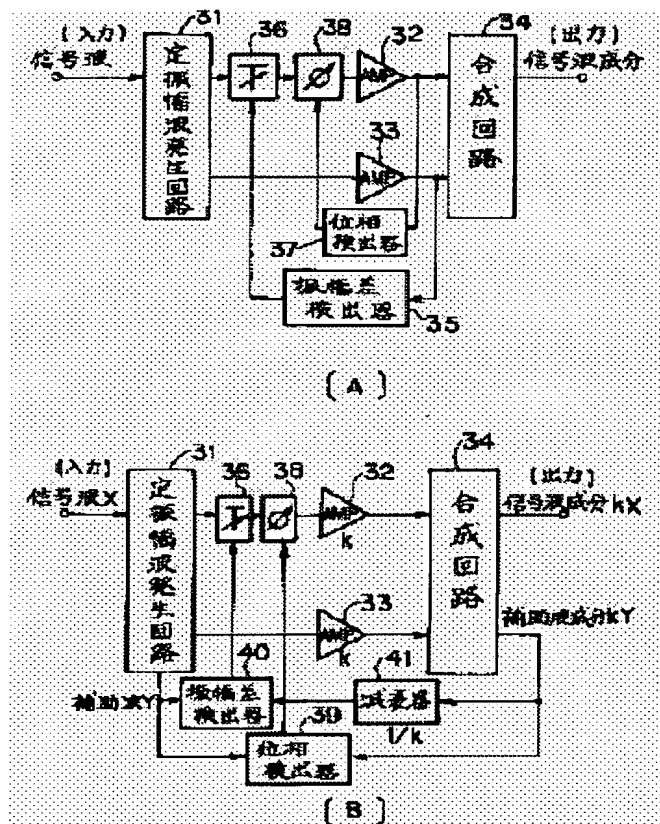 (入力)
信号波
31
定振幅波発生回路
36
38
32
AMP
33
AMP
34
合成回路
(出力)
信号波成分
37
位相
検出器
振幅差
検出器
35
(A)
(入力)
信号波X
31
定振幅波発生回路
36
38
32
AMP
k
33
AMP
k
34
合成回路
(出力)
信号波成分kX
補助波成分kY
補助波Y
40
振幅差
検出器
41
減衰器
1/k
39
位相
検出器
(B)